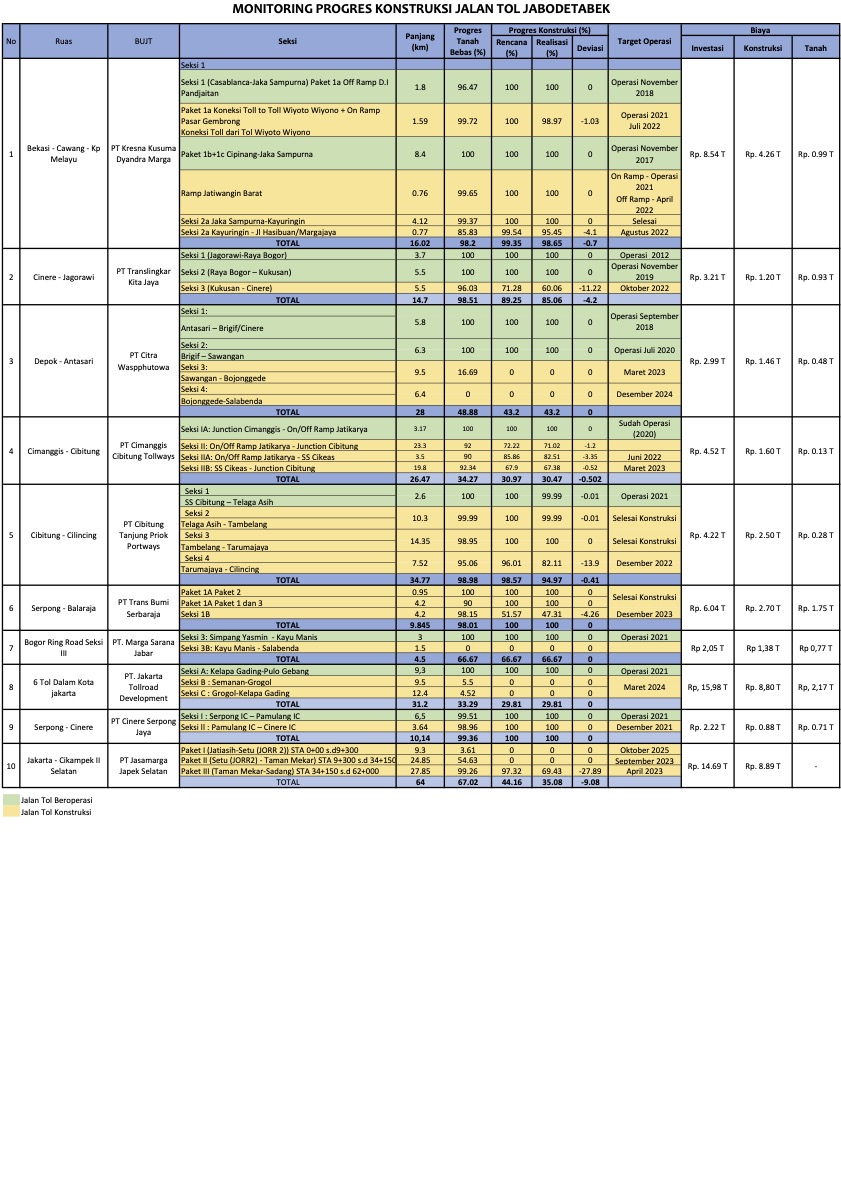 MONITORING PROGRES KONSTRUKSI JALAN TOL JABODETABEK
No Ruas BUJT Seksi Panjang (km) Progres Tanah Bebas (%) Progres Konstruksi (%) Rencana (%) Realisasi (%) Deviasi Target Operasi Biaya Investasi Konstruksi Tanah
1 Bekasi - Cawang - Kp Melayu PT Kresna Kusuma Dyandra Marga Rp. 8.54 T Rp. 4.26 T Rp. 0.99 T
Seksi 1
Seksi 1 (Casablanca-Jaka Sampurna) Paket 1a Off Ramp D.I Pandjaitan 1.8 96.47 100 100 0 Operasi November 2018
Paket 1a Koneksi Toll to Toll Wiyoto Wiyono + On Ramp Pasar Gembrong Koneksi Toll dari Tol Wiyoto Wiyono 1.59 99.72 100 98.97 -1.03 Operasi 2021 Juli 2022
Paket 1b+1c Cipinang-Jaka Sampurna 8.4 100 100 100 0 Operasi November 2017
Ramp Jatiwangin Barat 0.76 99.65 100 100 0 On Ramp - Operasi 2021 Off Ramp - April 2022
Seksi 2a Jaka Sampurna-Kayuringin 4.12 99.37 100 100 0 Selesai
Seksi 2a Kayuringin - Jl Hasibuan/Margajaya 0.77 85.83 99.54 95.45 -4.1 Agustus 2022
TOTAL 16.02 98.2 99.35 98.65 -0.7
2 Cinere - Jagorawi PT Translingkar Kita Jaya Rp. 3.21 T Rp. 1.20 T Rp. 0.93 T
Seksi 1 (Jagorawi-Raya Bogor) 3.7 100 100 100 0 Operasi 2012
Seksi 2 (Raya Bogor – Kukusan) 5.5 100 100 100 0 Operasi November 2019
Seksi 3 (Kukusan - Cinere) 5.5 96.03 71.28 60.06 -11.22 Oktober 2022
TOTAL 14.7 98.51 89.25 85.06 -4.2
3 Depok - Antasari PT Citra Waspphutowa Rp. 2.99 T Rp. 1.46 T Rp. 0.48 T
Seksi 1:
Antasari – Brigif/Cinere 5.8 100 100 100 0 Operasi September 2018
Seksi 2:
Brigif – Sawangan 6.3 100 100 100 0 Operasi Juli 2020
Seksi 3:
Sawangan - Bojonggede 9.5 16.69 0 0 0 Maret 2023
Seksi 4:
Bojonggede-Salabenda 6.4 0 0 0 0 Desember 2024
TOTAL 28 48.88 43.2 43.2 0
4 Cimanggis - Cibitung PT Cimanggis Cibitung Tollways Rp. 4.52 T Rp. 1.60 T Rp. 0.13 T
Seksi IA: Junction Cimanggis - On/Off Ramp Jatikarya 3.17 100 100 100 0 Sudah Operasi (2020)
Seksi II: On/Off Ramp Jatikarya - Junction Cibitung 23.3 92 72.22 71.02 -1.2
Seksi IIA: On/Off Ramp Jatikarya - SS Cikeas 3.5 90 85.86 82.51 -3.35 Juni 2022
Seksi IIB: SS Cikeas - Junction Cibitung 19.8 92.34 67.9 67.38 -0.52 Maret 2023
TOTAL 26.47 34.27 30.97 30.47 -0.502
5 Cibitung - Cilincing PT Cibitung Tanjung Priok Portways Rp. 4.22 T Rp. 2.50 T Rp. 0.28 T
Seksi 1
SS Cibitung – Telaga Asih 2.6 100 100 99.99 -0.01 Operasi 2021
Seksi 2
Telaga Asih - Tambelang 10.3 99.99 100 99.99 -0.01 Selesai Konstruksi
Seksi 3
Tambelang - Tarumajaya 14.35 98.95 100 100 0 Selesai Konstruksi
Seksi 4
Tarumajaya - Cilincing 7.52 95.06 96.01 82.11 -13.9 Desember 2022
TOTAL 34.77 98.98 98.57 94.97 -0.41
6 Serpong - Balaraja PT Trans Bumi Serbaraja Rp. 6.04 T Rp. 2.70 T Rp. 1.75 T
Paket 1A Paket 2 0.95 100 100 100 0 Selesai Konstruksi
Paket 1A Paket 1 dan 3 4.2 90 100 100 0
Seksi 1B 4.2 98.15 51.57 47.31 -4.26 Desember 2023
TOTAL 9.845 98.01 100 100 0
7 Bogor Ring Road Seksi III PT. Marga Sarana Jabar Rp 2,05 T Rp 1,38 T Rp 0,77 T
Seksi 3: Simpang Yasmin - Kayu Manis 3 100 100 100 0 Operasi 2021
Seksi 3B: Kayu Manis - Salabenda 1.5 0 0 0 0
TOTAL 4.5 66.67 66.67 66.67 0
8 6 Tol Dalam Kota jakarta PT. Jakarta Tollroad Development Rp, 15,98 T Rp, 8,80 T Rp, 2,17 T
Seksi A: Kelapa Gading-Pulo Gebang 9,3 100 100 100 0 Operasi 2021
Seksi B : Semanan-Grogol 9.5 5.5 0 0 0 Maret 2024
Seksi C : Grogol-Kelapa Gading 12.4 4.52 0 0 0
TOTAL 31.2 33.29 29.81 29.81 0
9 Serpong - Cinere PT Cinere Serpong Jaya Rp. 2.22 T Rp. 0.88 T Rp. 0.71 T
Seksi I : Serpong IC – Pamulang IC 6,5 99.51 100 100 0 Operasi 2021
Seksi II : Pamulang IC – Cinere IC 3.64 98.96 100 100 0 Desember 2021
TOTAL 10,14 99.36 100 100 0
10 Jakarta - Cikampek II Selatan PT Jasamarga Japek Selatan Rp. 14.69 T Rp. 8.89 T -
Paket I (Jatiasih-Setu (JORR 2)) STA 0+00 s.d9+300 9.3 3.61 0 0 0 Oktober 2025
Paket II (Setu (JORR2) - Taman Mekar) STA 9+300 s.d 34+150 24.85 54.63 0 0 0 September 2023
Paket III (Taman Mekar-Sadang) STA 34+150 s.d 62+000 27.85 99.26 97.32 69.43 -27.89 April 2023
TOTAL 64 67.02 44.16 35.08 -9.08
Jalan Tol Beroperasi
Jalan Tol Konstruksi